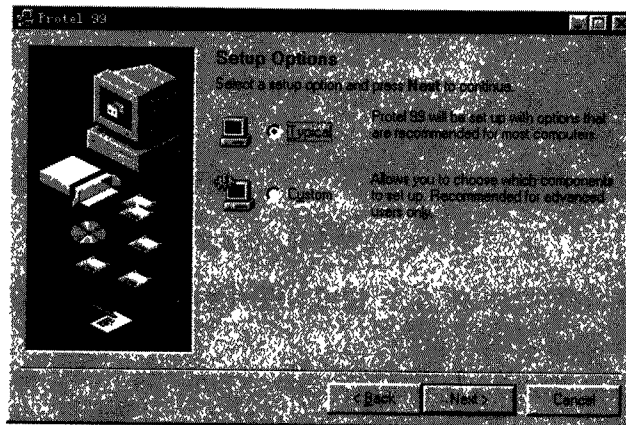 Protel 99
Setup Options
Select a setup option and press Next to continue.
Typical
Protel 99 will be set up with options that
are recommended for most computers.
Custom
Allows you to choose which components
to set up. Recommended for advanced
users only.
< Back
Next >
Cancel